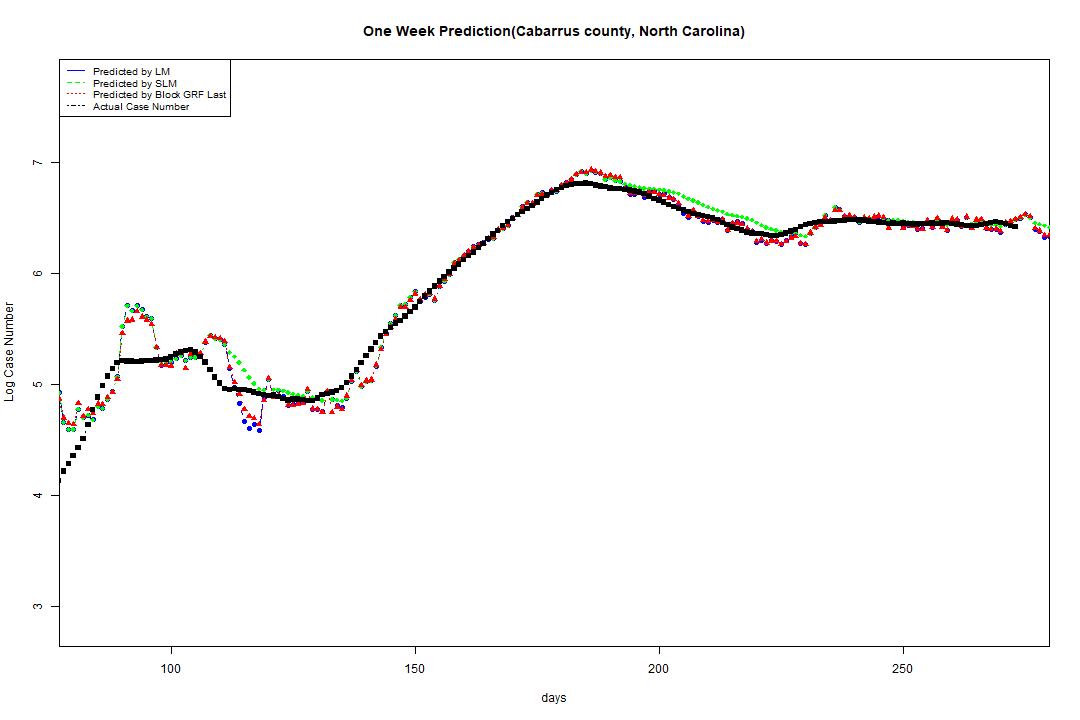 One Week Prediction(Cabarrus county, North Carolina)
Predicted by LM
Predicted by SLM
Predicted by Block GRF Last
Actual Case Number
7
6
5
4
3
Log Case Number
100 150 200 250
days